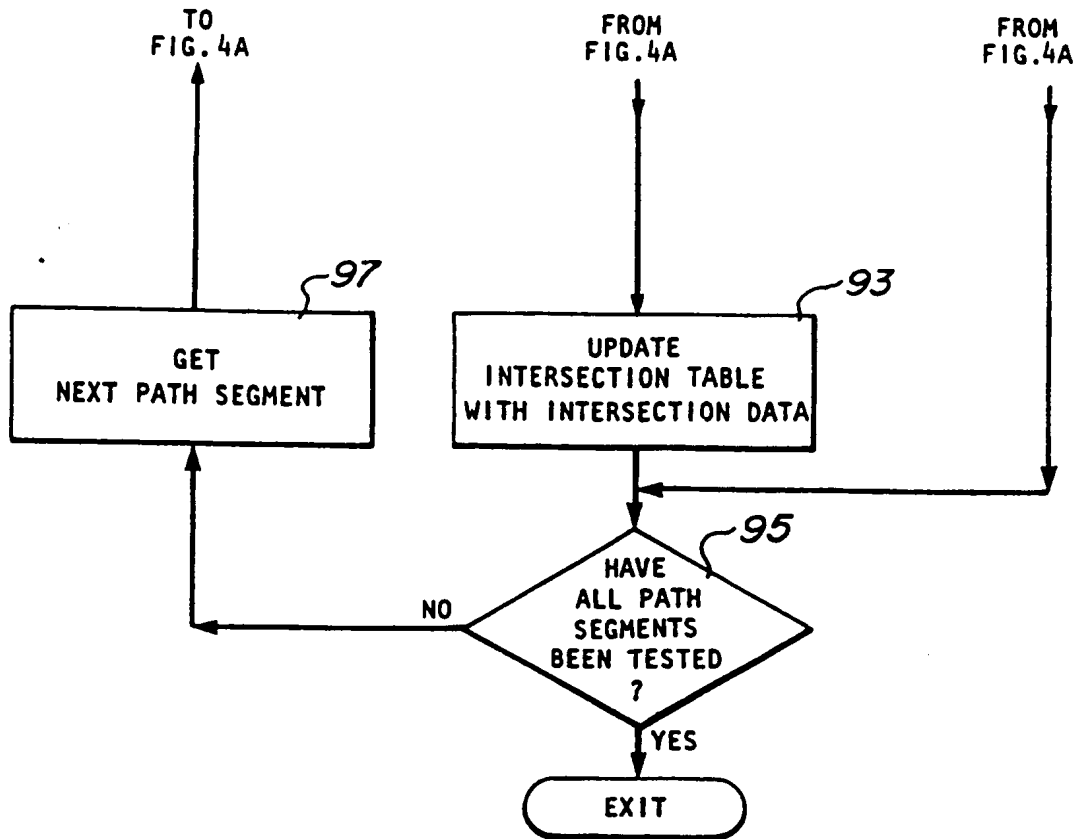 TO
FIG.4A
FROM
FIG.4A
FROM
FIG.4A
97
GET
NEXT PATH SEGMENT
93
UPDATE
INTERSECTION TABLE
WITH INTERSECTION DATA
95
HAVE
ALL PATH
SEGMENTS
BEEN TESTED
?
NO
YES
EXIT